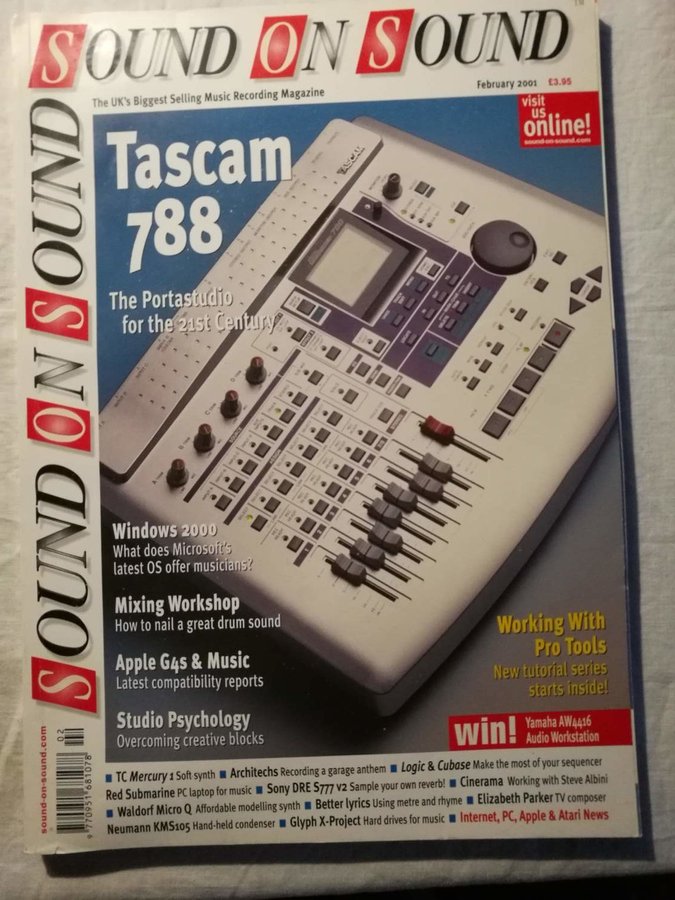 SOUND ON SOUND
SOUND ON SOUND
February 2001 £3.95
The UK's Biggest Selling Music Recording Magazine
visit
us
online!
sound-on-sound.com
Tascam
788
The Portastudio
for the 21st Century
TASCAM
Windows 2000
What does Microsoft's
latest OS offer musicians?
Mixing Workshop
How to nail a great drum sound
Apple G4s & Music
Latest compatibility reports
Studio Psychology
Overcoming creative blocks
Working With
Pro Tools
New tutorial series
starts inside!
win! Yamaha AW4416
Audio Workstation
sound-on-sound.com
02
9 770951 681078
TC Mercury 1 Soft synth ■ Architechs Recording a garage anthem ■ Logic & Cubase Make the most of your sequencer
Red Submarine PC laptop for music ■ Sony DRE S777 V2 Sample your own reverb! ■ Cinerama Working with Steve Albini
■ Waldorf Micro Q Affordable modelling synth ■ Better lyrics Using metre and rhyme ■ Elizabeth Parker TV composer
Neumann KMS105 Hand-held condenser ■ Glyph X-Project Hard drives for music ■ Internet, PC, Apple & Atari News